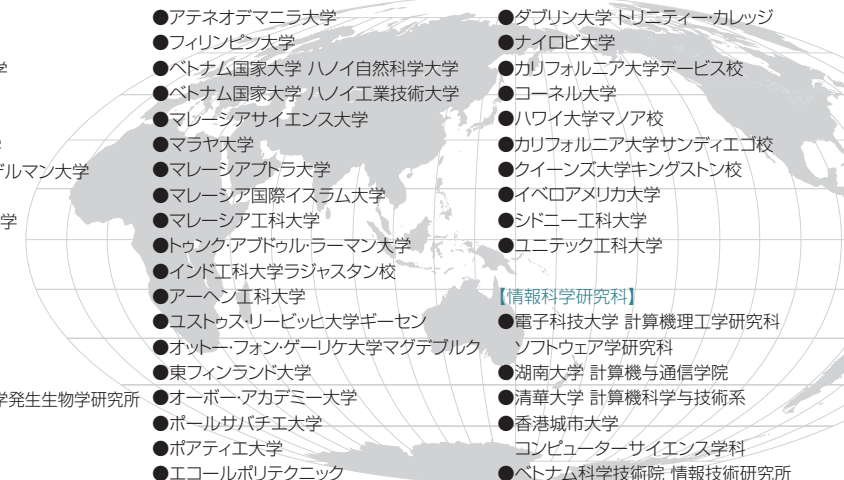 学
デルマン大学
学
学発生生物学研究所
●アテネオデマニラ大学
●フィリンピン大学
●ベトナム国家大学 ハノイ自然科学大学
●ベトナム国家大学 ハノイ工業技術大学
●マレーシアサイエンス大学
●マラヤ大学
●マレーシアプトラ大学
●マレーシア国際イスラム大学
●マレーシア工科大学
●トゥンク・アブドゥル・ラーマン大学
●インド工科大学ラジャスタン校
●アーヘン工科大学
●ユストゥス・リービッヒ大学ギーセン
●オットー・フォン・ゲーリケ大学マグデブルク
●東フィンランド大学
●オーボー・アカデミー大学
●ポールサバチエ大学
●ポアティエ大学
●エコールポリテクニック
●ダブリン大学 トリニティー・カレッジ
●ナイロビ大学
●カリフォルニア大学デービス校
●コーネル大学
●ハワイ大学マノア校
●カリフォルニア大学サンディエゴ校
●クイーンズ大学キングストン校
●イベロアメリカ大学
●シドニー工科大学
●ユニテック工科大学
【情報科学研究科】
●電子科技大学 計算機理工学研究科
ソフトウェア学研究科
●湖南大学 計算機与通信学院
●清華大学 計算機科学与技術系
●香港城市大学
コンピューターサイエンス学科
●ベトナム科学技術院 情報技術研究所